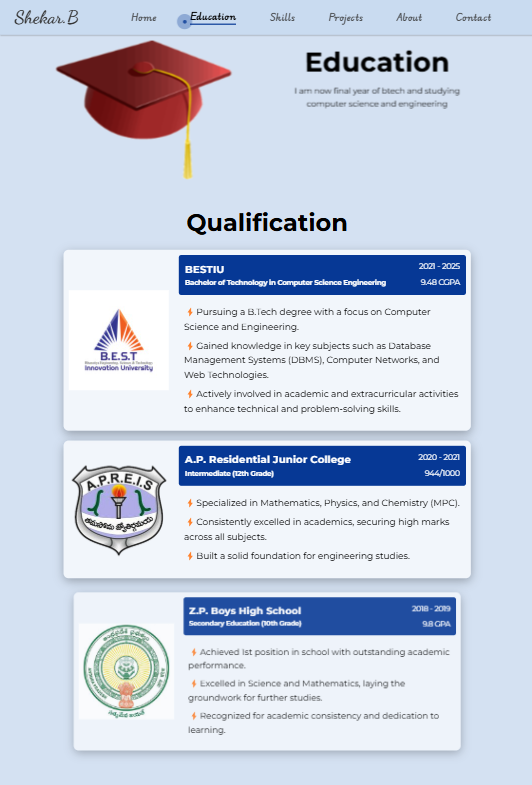 Shekar.B
Home
Education
Skills
Projects
About
Contact
Education
I am now final year of btech and studying
computer science and engineering
Qualification
B.E.S.T
Innovation University
BESTIU
2021 - 2025
Bachelor of Technology in Computer Science Engineering
9.48 CGPA
Pursuing a B.Tech degree with a focus on Computer
Science and Engineering.
Gained knowledge in key subjects such as Database
Management Systems (DBMS), Computer Networks, and
Web Technologies.
Actively involved in academic and extracurricular activities
to enhance technical and problem-solving skills.
A.P.R.E.I.S
A.P. Residential Junior College
2020 - 2021
Intermediate (12th Grade)
944/1000
Specialized in Mathematics, Physics, and Chemistry (MPC).
Consistently excelled in academics, securing high marks
across all subjects.
Built a solid foundation for engineering studies.
Z.P. Boys High School
2018 - 2019
Secondary Education (10th Grade)
9.8 GPA
Achieved 1st position in school with outstanding academic
performance.
Excelled in Science and Mathematics, laying the
groundwork for further studies.
Recognized for academic consistency and dedication to
learning.